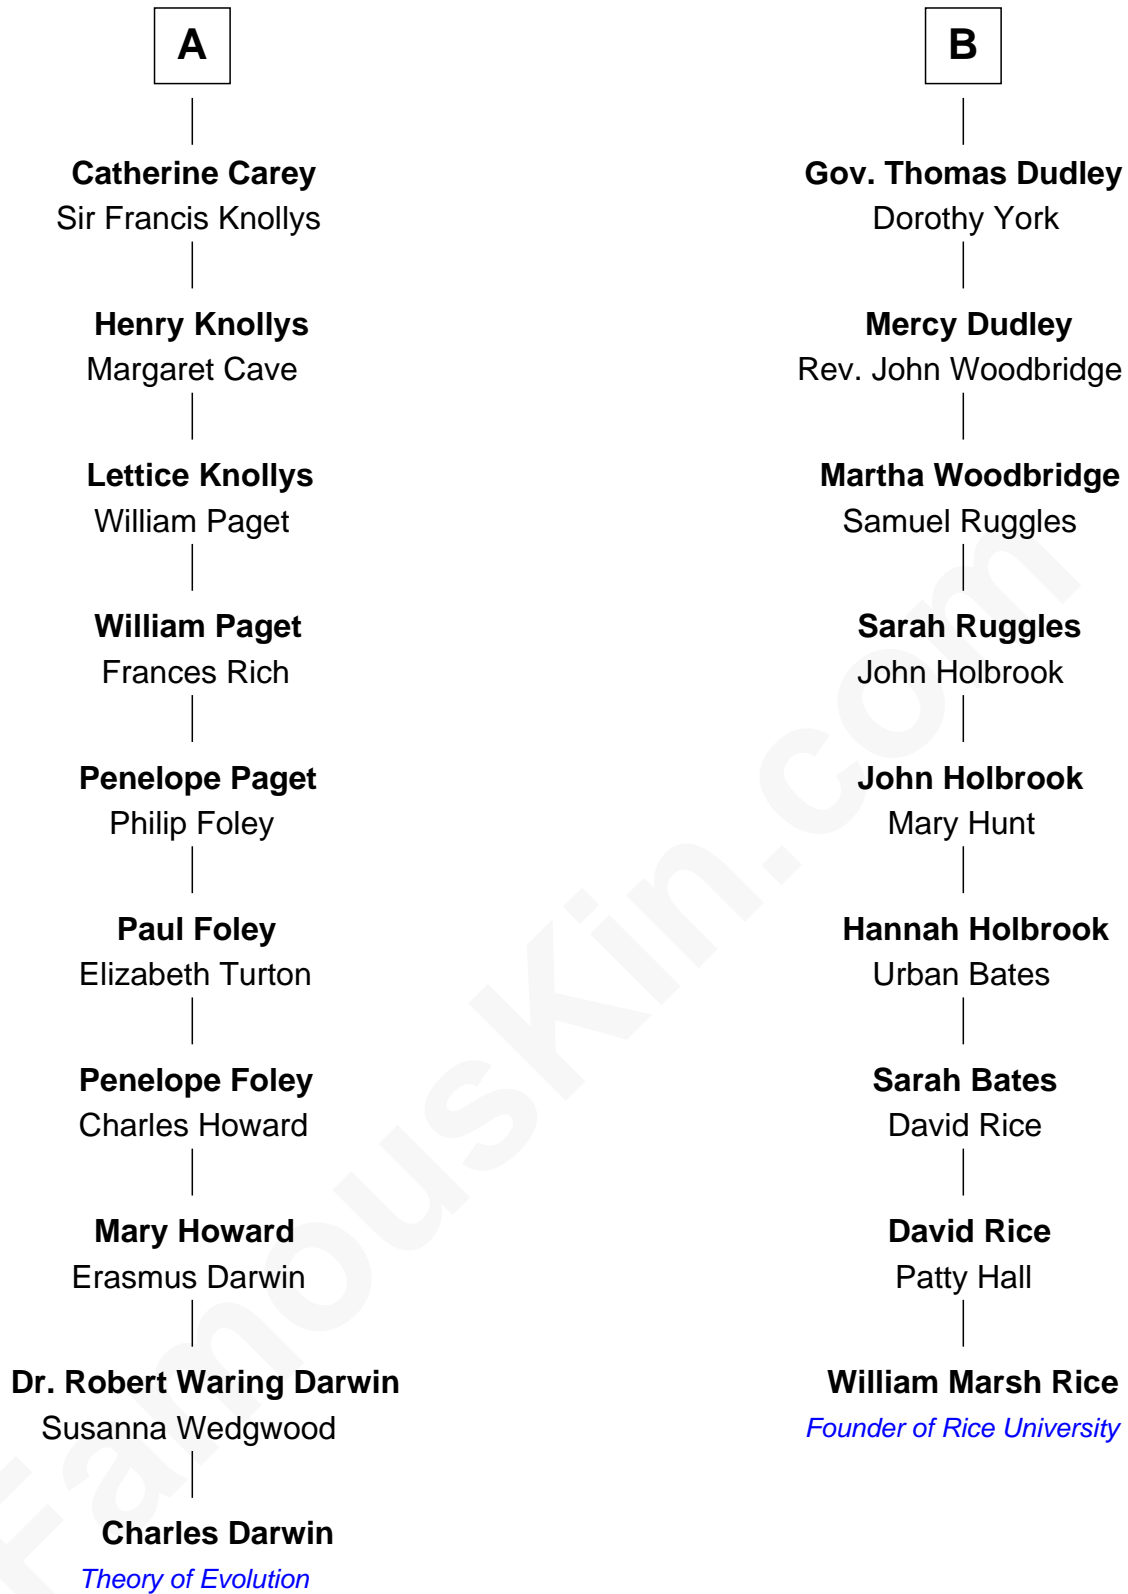 A
Catherine Carey
Sir Francis Knollys
Henry Knollys
Margaret Cave
Lettice Knollys
William Paget
William Paget
Frances Rich
Penelope Paget
Philip Foley
Paul Foley
Elizabeth Turton
Penelope Foley
Charles Howard
Mary Howard
Erasmus Darwin
Dr. Robert Waring Darwin
Susanna Wedgwood
Charles Darwin
Theory of Evolution
B
Gov. Thomas Dudley
Dorothy York
Mercy Dudley
Rev. John Woodbridge
Martha Woodbridge
Samuel Ruggles
Sarah Ruggles
John Holbrook
John Holbrook
Mary Hunt
Hannah Holbrook
Urban Bates
Sarah Bates
David Rice
David Rice
Patty Hall
William Marsh Rice
Founder of Rice University
FamousKin.com